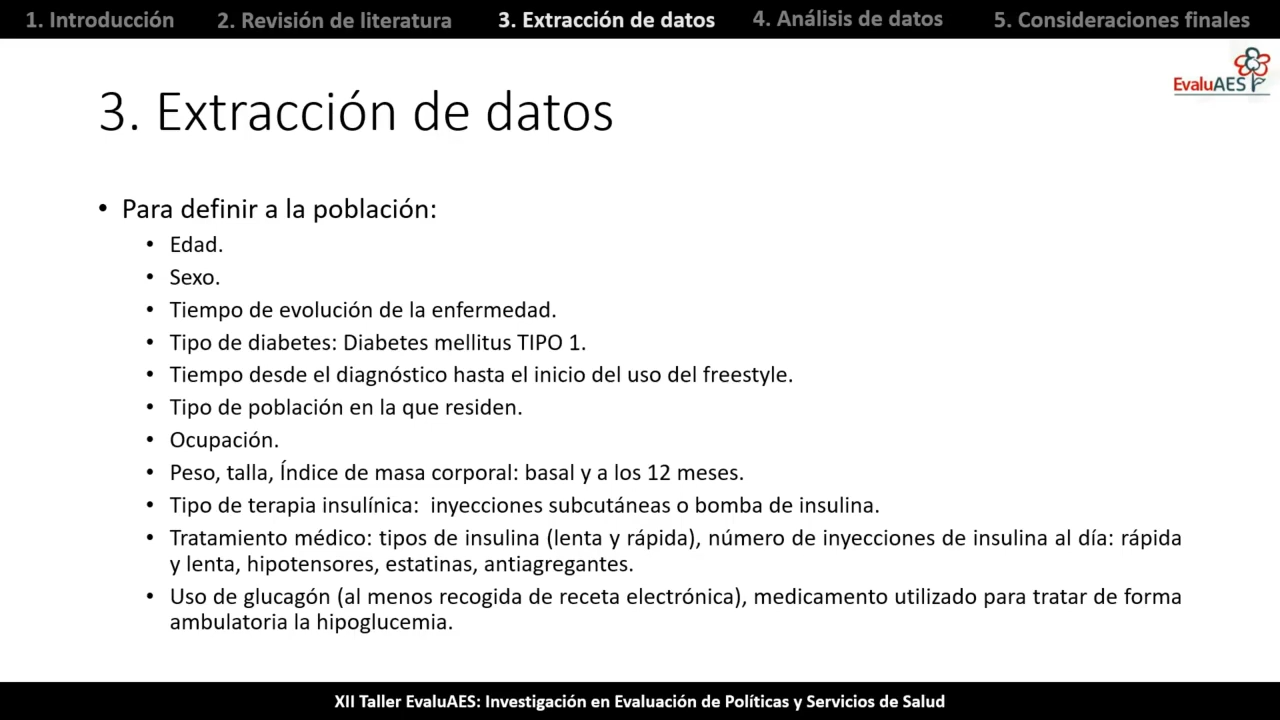 1. Introducción 2. Revisión de literatura 3. Extracción de datos 4. Análisis de datos 5. Consideraciones finales
EvaluAES
3. Extracción de datos
• Para definir a la población:
• Edad.
• Sexo.
• Tiempo de evolución de la enfermedad.
• Tipo de diabetes: Diabetes mellitus TIPO 1.
• Tiempo desde el diagnóstico hasta el inicio del uso del freestyle.
• Tipo de población en la que residen.
• Ocupación.
• Peso, talla, Índice de masa corporal: basal y a los 12 meses.
• Tipo de terapia insulínica: inyecciones subcutáneas o bomba de insulina.
• Tratamiento médico: tipos de insulina (lenta y rápida), número de inyecciones de insulina al día: rápida
y lenta, hipotensores, estatinas, antiagregantes.
• Uso de glucagón (al menos recogida de receta electrónica), medicamento utilizado para tratar de forma
ambulatoria la hipoglucemia.
XII Taller EvaluAES: Investigación en Evaluación de Políticas y Servicios de Salud